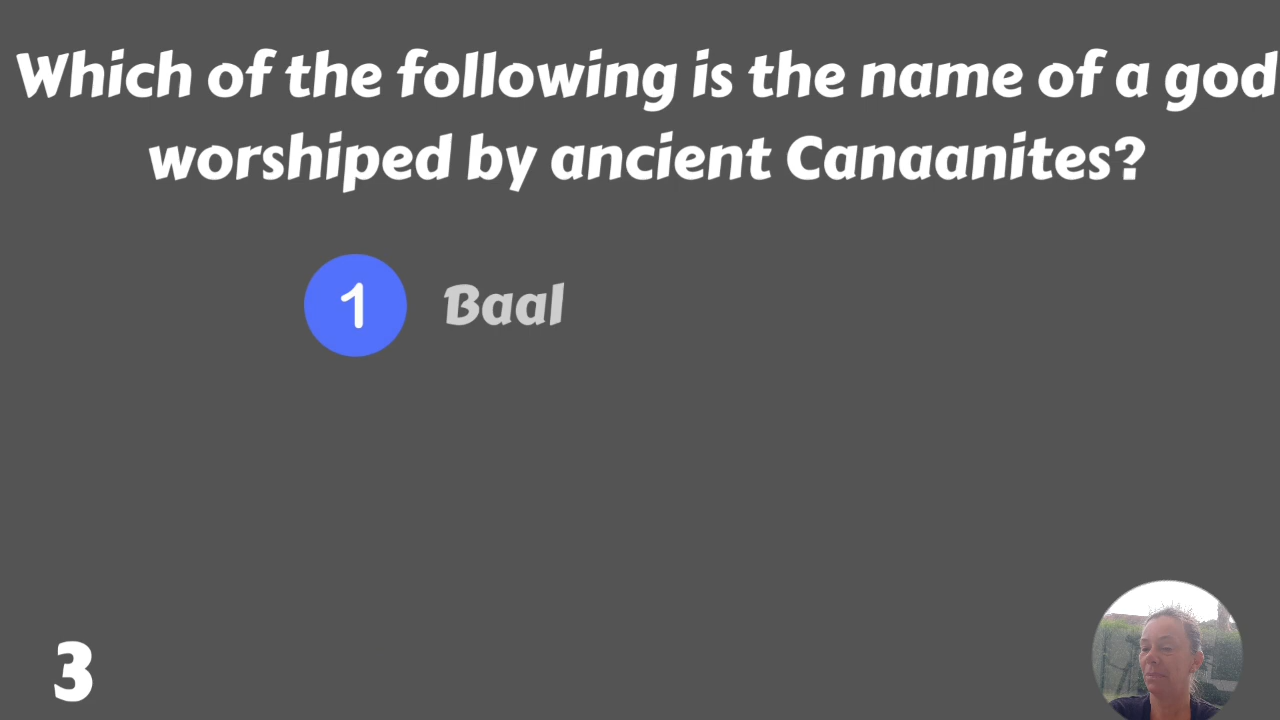 Which of the following is the name of a god
worshiped by ancient Canaanites?
1 Baal
3